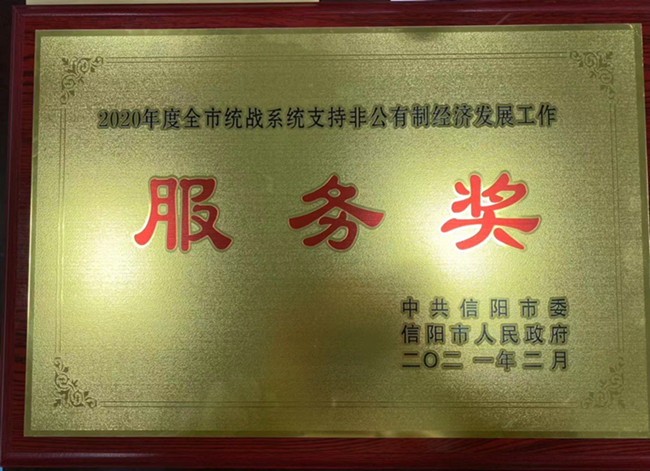 2020年度全市统战系统支持非公有制经济发展工作
服务奖
中共信阳市委
信阳市人民政府
二〇二一年二月